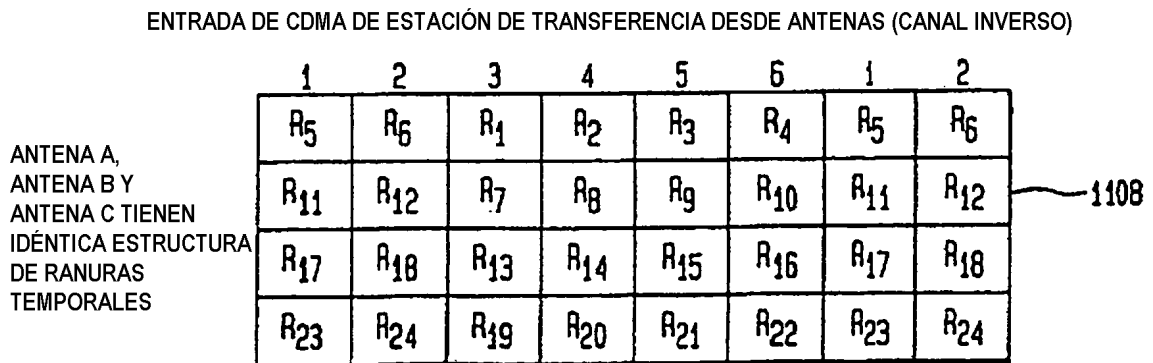 ENTRADA DE CDMA DE ESTACIÓN DE TRANSFERENCIA DESDE ANTENAS (CANAL INVERSO)
1 2 3 4 5 6 1 2
R5 R6 R1 R2 R3 R4 R5 R6
R11 R12 R7 R8 R9 R10 R11 R12
R17 R18 R13 R14 R15 R16 R17 R18
R23 R24 R19 R20 R21 R22 R23 R24
ANTENA A,
ANTENA B Y
ANTENA C TIENEN
IDÉNTICA ESTRUCTURA
DE RANURAS
TEMPORALES
1108